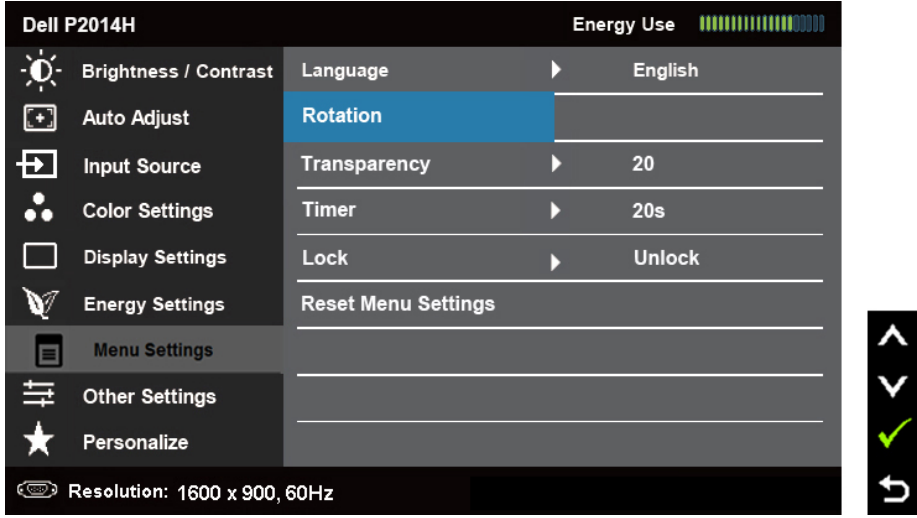 Dell P2014H Energy Use
Brightness / Contrast Language English
Auto Adjust Rotation
Input Source Transparency 20
Color Settings Timer 20s
Display Settings Lock Unlock
Energy Settings Reset Menu Settings
Menu Settings
Other Settings
Personalize
Resolution: 1600 x 900, 60Hz